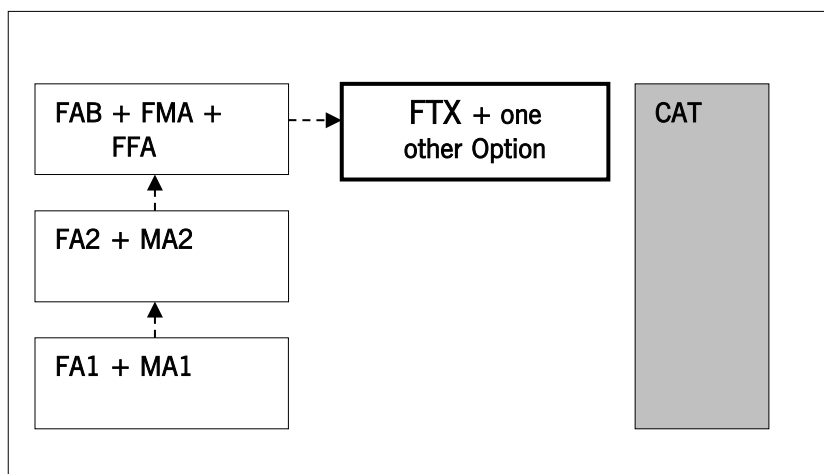 FAB + FMA +
FFA
FTX + one
other Option
CAT
FA2 + MA2
FA1 + MA1